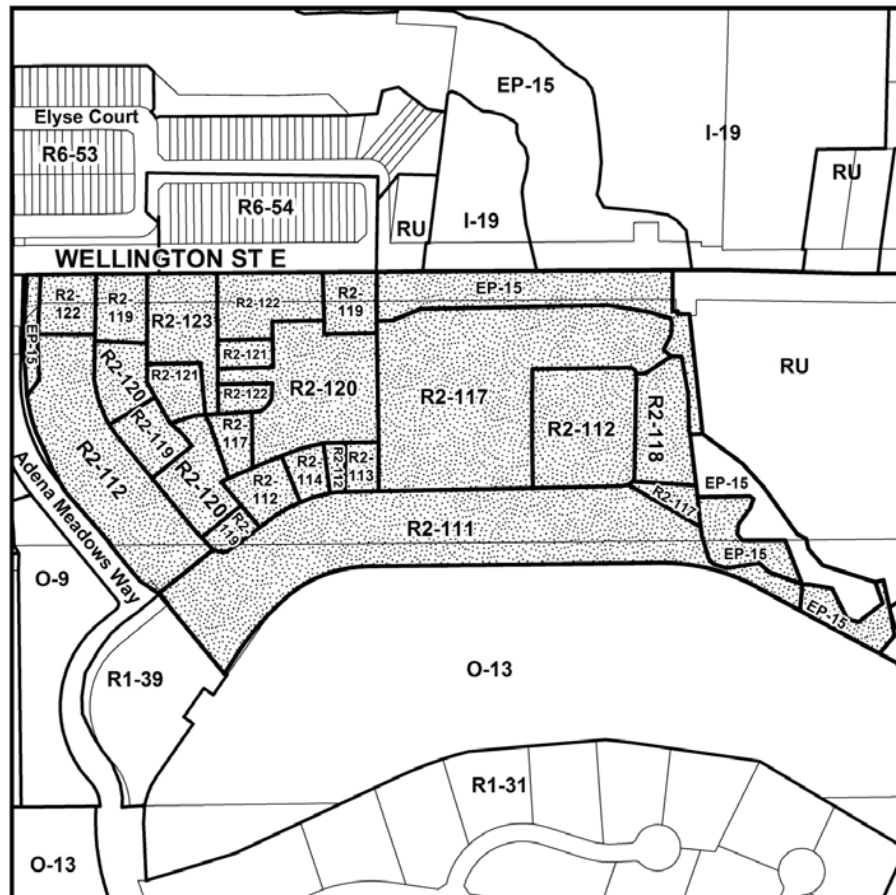 EP-15
I-19
Elyse Court
R6-53
RU
R6-54
RU
I-19
WELLINGTON ST E
R2-
122
R2-
119
R2-123
R2-122
R2-
119
EP-15
EP-15
R2-121
R2-121
R2-120
R2-122
R2-120
R2-117
RU
R2-119
R2-
117
R2-112
R2-118
R2-112
R2-120
R2-
112
R2-
114
R2-112
R2-
113
EP-15
R2-117
R2-
119
R2-111
Adena Meadows Way
EP-15
O-9
EP-15
R1-39
O-13
R1-31
O-13